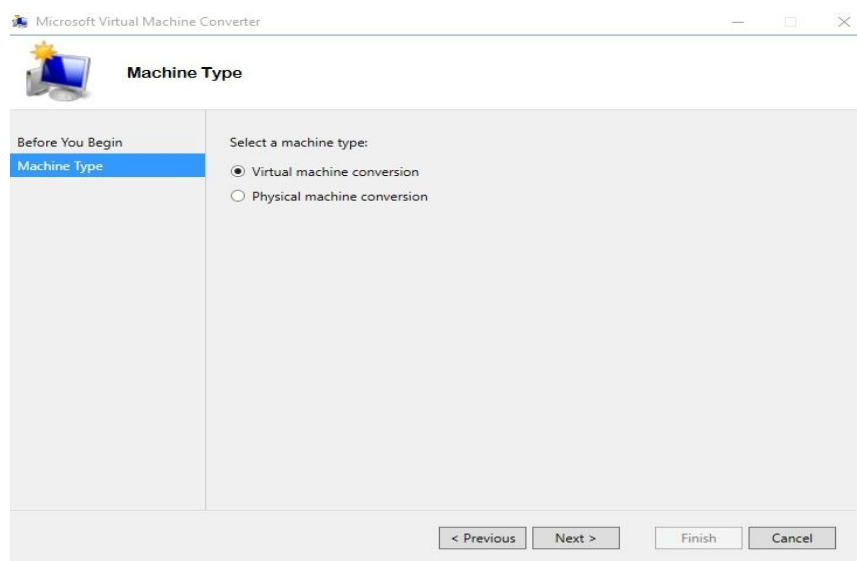 Microsoft Virtual Machine Converter
Machine Type
Before You Begin
Machine Type
Select a machine type:
Virtual machine conversion
Physical machine conversion
< Previous
Next >
Finish
Cancel